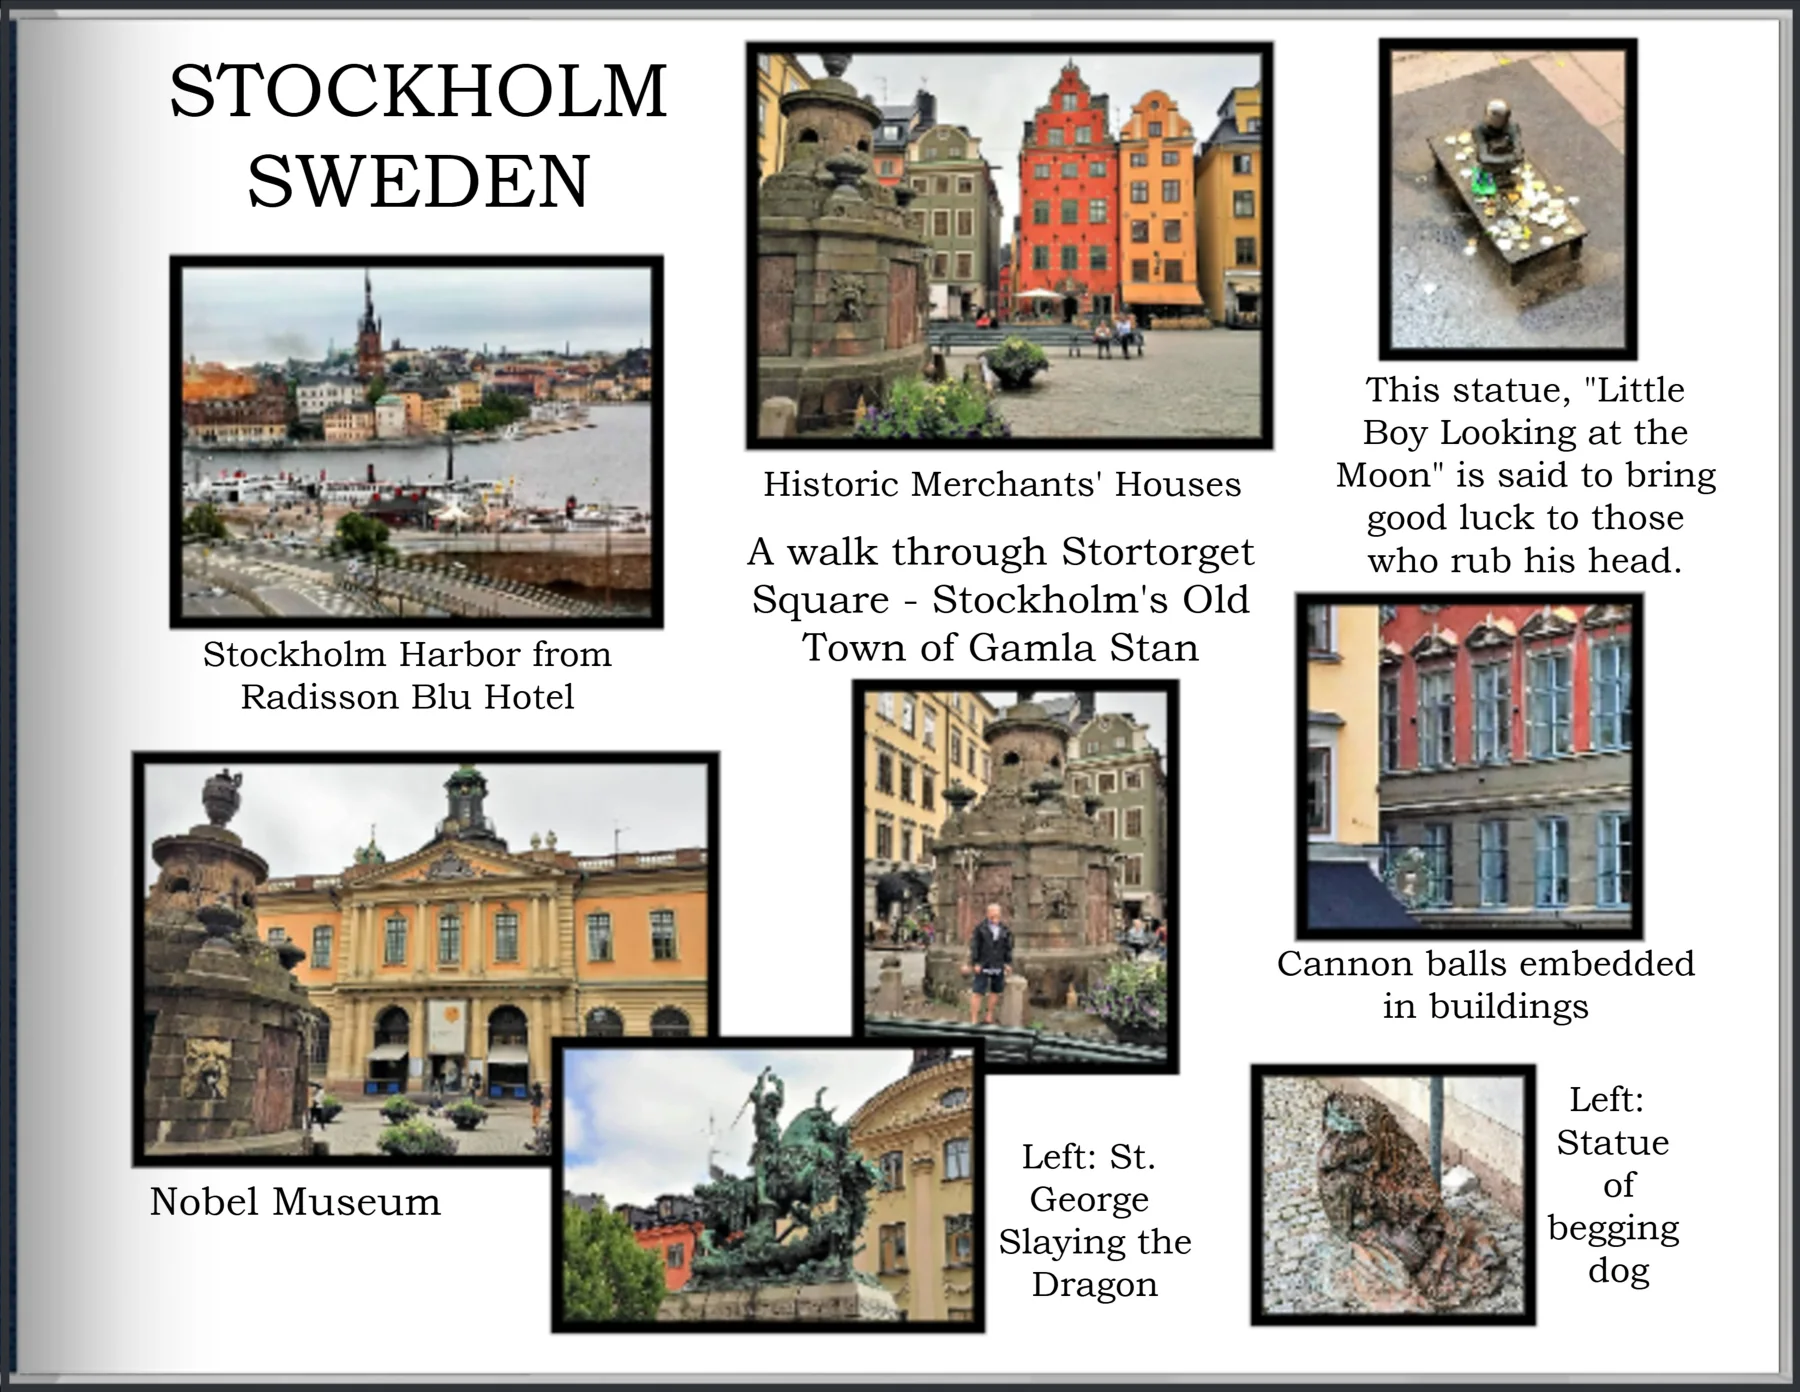 STOCKHOLM
SWEDEN
Stockholm Harbor from
Radisson Blu Hotel
Nobel Museum
Historic Merchants' Houses
A walk through Stortorget
Square - Stockholm's Old
Town of Gamla Stan
Left: St.
George
Slaying the
Dragon
This statue, "Little
Boy Looking at the
Moon" is said to bring
good luck to those
who rub his head.
Cannon balls embedded
in buildings
Left:
Statue
of
begging
dog